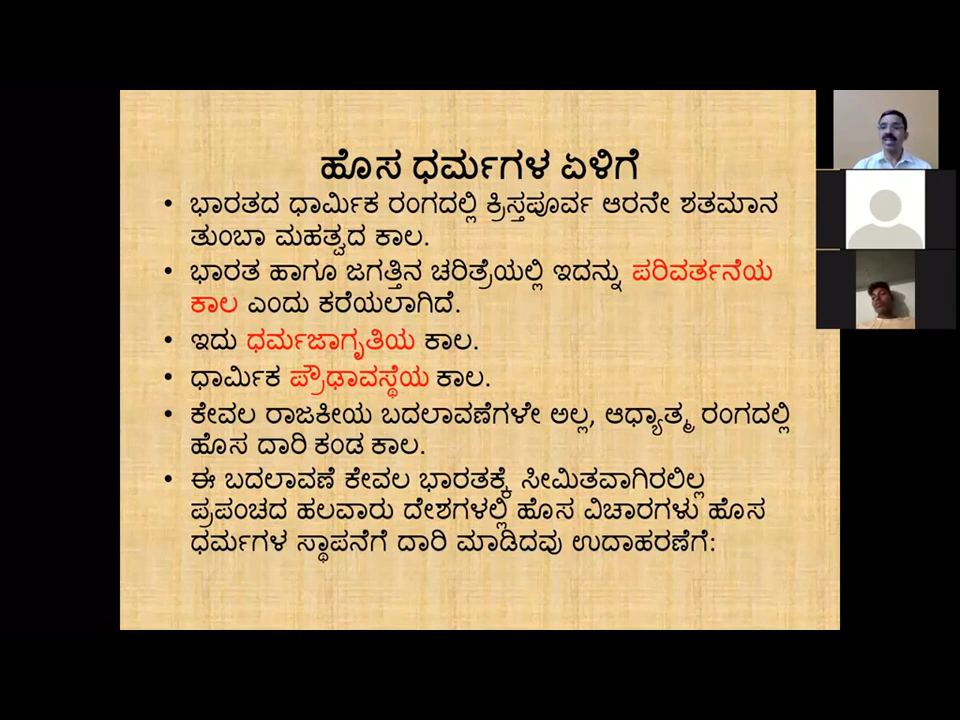 ಹೊಸ ಧರ್ಮಗಳ ಏಳಿಗೆ
• ಭಾರತದ ಧಾರ್ಮಿಕ ರಂಗದಲ್ಲಿ ಕ್ರಿಸ್ತಪೂರ್ವ ಆರನೇ ಶತಮಾನ
ತುಂಬಾ ಮಹತ್ವದ ಕಾಲ.
• ಭಾರತ ಹಾಗೂ ಜಗತ್ತಿನ ಚರಿತ್ರೆಯಲ್ಲಿ ಇದನ್ನು ಪರಿವರ್ತನೆಯ
ಕಾಲ ಎಂದು ಕರೆಯಲಾಗಿದೆ.
• ಇದು ಧರ್ಮಜಾಗೃತಿಯ ಕಾಲ.
• ಧಾರ್ಮಿಕ ಪ್ರೌಢಾವಸ್ಥೆಯ ಕಾಲ.
• ಕೇವಲ ರಾಜಕೀಯ ಬದಲಾವಣೆಗಳೇ ಅಲ್ಲ, ಆಧ್ಯಾತ್ಮ ರಂಗದಲ್ಲಿ
ಹೊಸ ದಾರಿ ಕಂಡ ಕಾಲ.
• ಈ ಬದಲಾವಣೆ ಕೇವಲ ಭಾರತಕ್ಕೆ ಸೀಮಿತವಾಗಿರಲಿಲ್ಲ
ಪ್ರಪಂಚದ ಹಲವಾರು ದೇಶಗಳಲ್ಲಿ ಹೊಸ ವಿಚಾರಗಳು ಹೊಸ
ಧರ್ಮಗಳ ಸ್ಥಾಪನೆಗೆ ದಾರಿ ಮಾಡಿದವು ಉದಾಹರಣೆಗೆ: